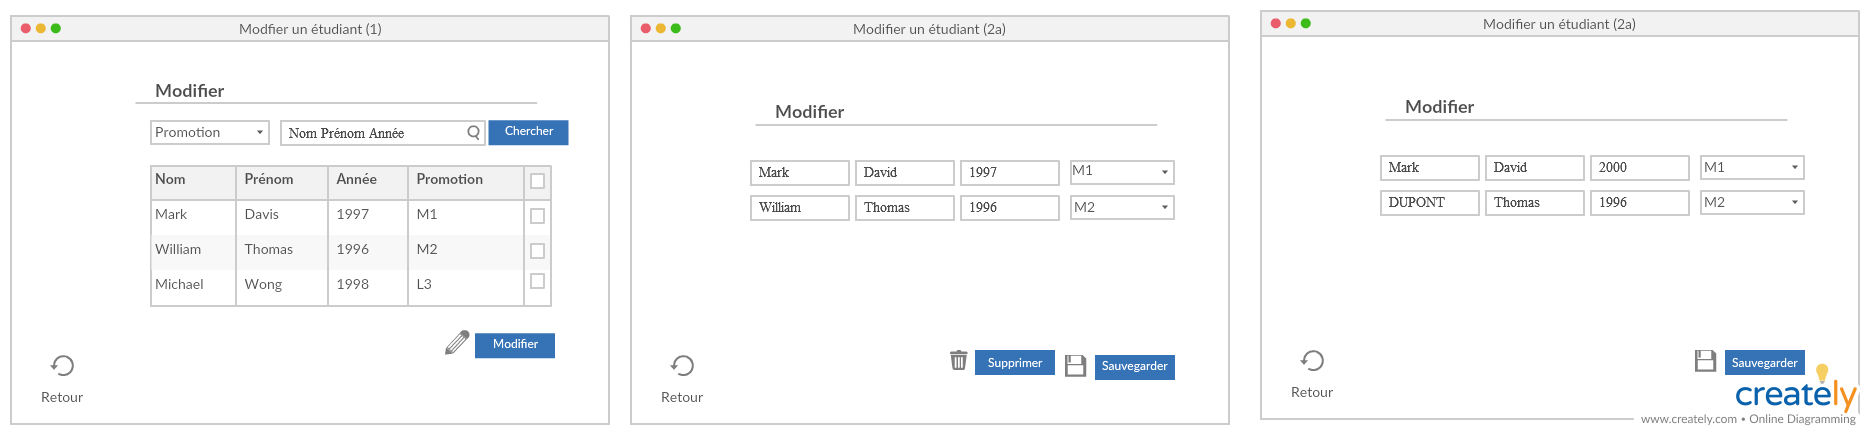 Modfier un étudiant (1)
Modifier
Promotion
Nom Prénom Année
Chercher
Nom Prénom Année Promotion
Mark Davis 1997 M1
William Thomas 1996 M2
Michael Wong 1998 L3
Modifier
Retour
Modifier un étudiant (2a)
Modifier
Mark David 1997 M1
William Thomas 1996 M2
Supprimer
Sauvegarder
Retour
Modifier un étudiant (2a)
Modifier
Mark David 2000 M1
DUPONT Thomas 1996 M2
Sauvegarder
Retour
creately
www.creately.com • Online Diagramming